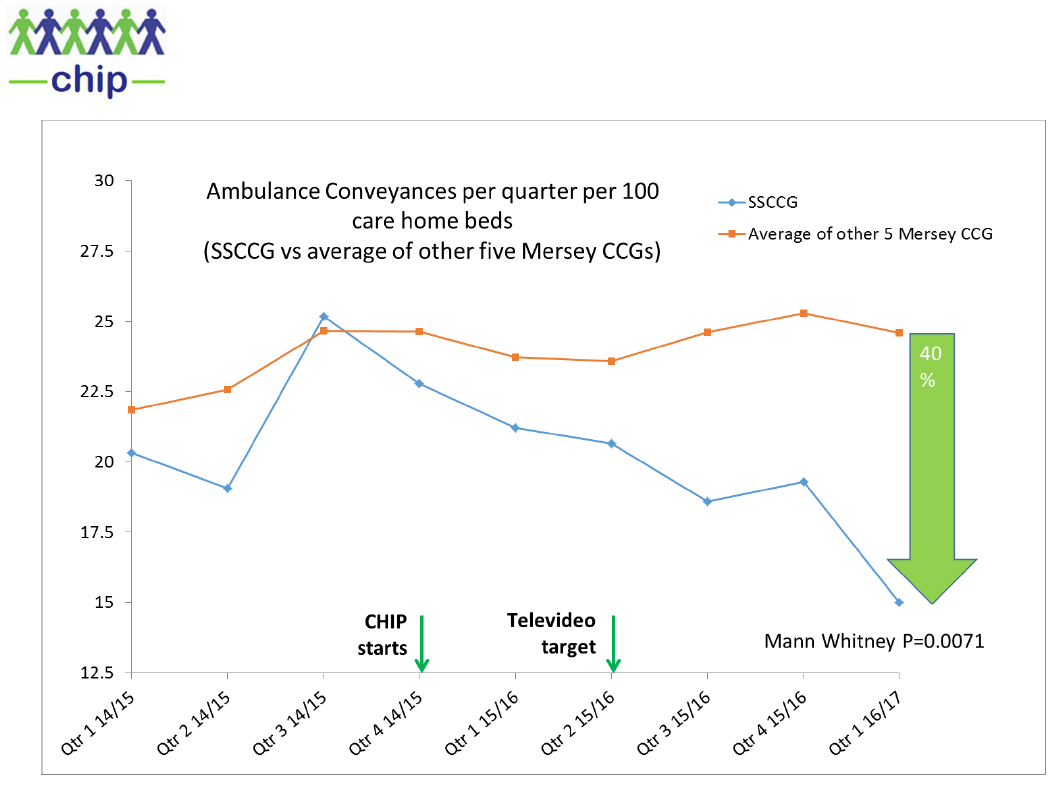 chip
Ambulance Conveyances per quarter per 100
care home beds
(SSCCG vs average of other five Mersey CCGs)
SSCCG
Average of other 5 Mersey CCG
30
27.5
25
22.5
20
17.5
15
12.5
40
%
CHIP
starts
Televideo
target
Mann Whitney P=0.0071
Qtr 1 14/15
Qtr 2 14/15
Qtr 3 14/15
Qtr 4 14/15
Qtr 1 15/16
Qtr 2 15/16
Qtr 3 15/16
Qtr 4 15/16
Qtr 1 16/17